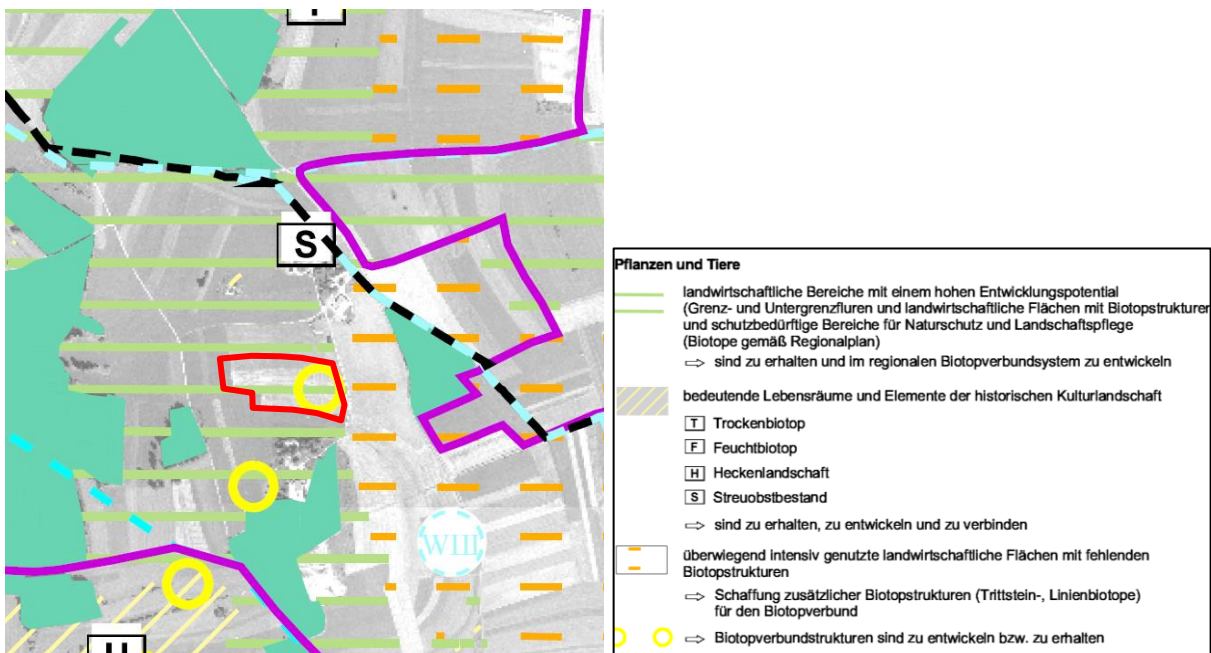 S
WIII
H
Pflanzen und Tiere
landwirtschaftliche Bereiche mit einem hohen Entwicklungspotential
(Grenz- und Untergrenzfluren und landwirtschaftliche Flächen mit Biotopstrukturen
und schutzbedürftige Bereiche für Naturschutz und Landschaftspflege
(Biotope gemäß Regionalplan)
⇨ sind zu erhalten und im regionalen Biotopverbundsystem zu entwickeln
bedeutende Lebensräume und Elemente der historischen Kulturlandschaft
T Trockenbiotop
F Feuchtbiotop
H Heckenlandschaft
S Streuobstbestand
⇨ sind zu erhalten, zu entwickeln und zu verbinden
überwiegend intensiv genutzte landwirtschaftliche Flächen mit fehlenden
Biotopstrukturen
⇨ Schaffung zusätzlicher Biotopstrukturen (Trittstein-, Linienbiotope)
für den Biotopverbund
⇨ Biotopverbundstrukturen sind zu entwickeln bzw. zu erhalten